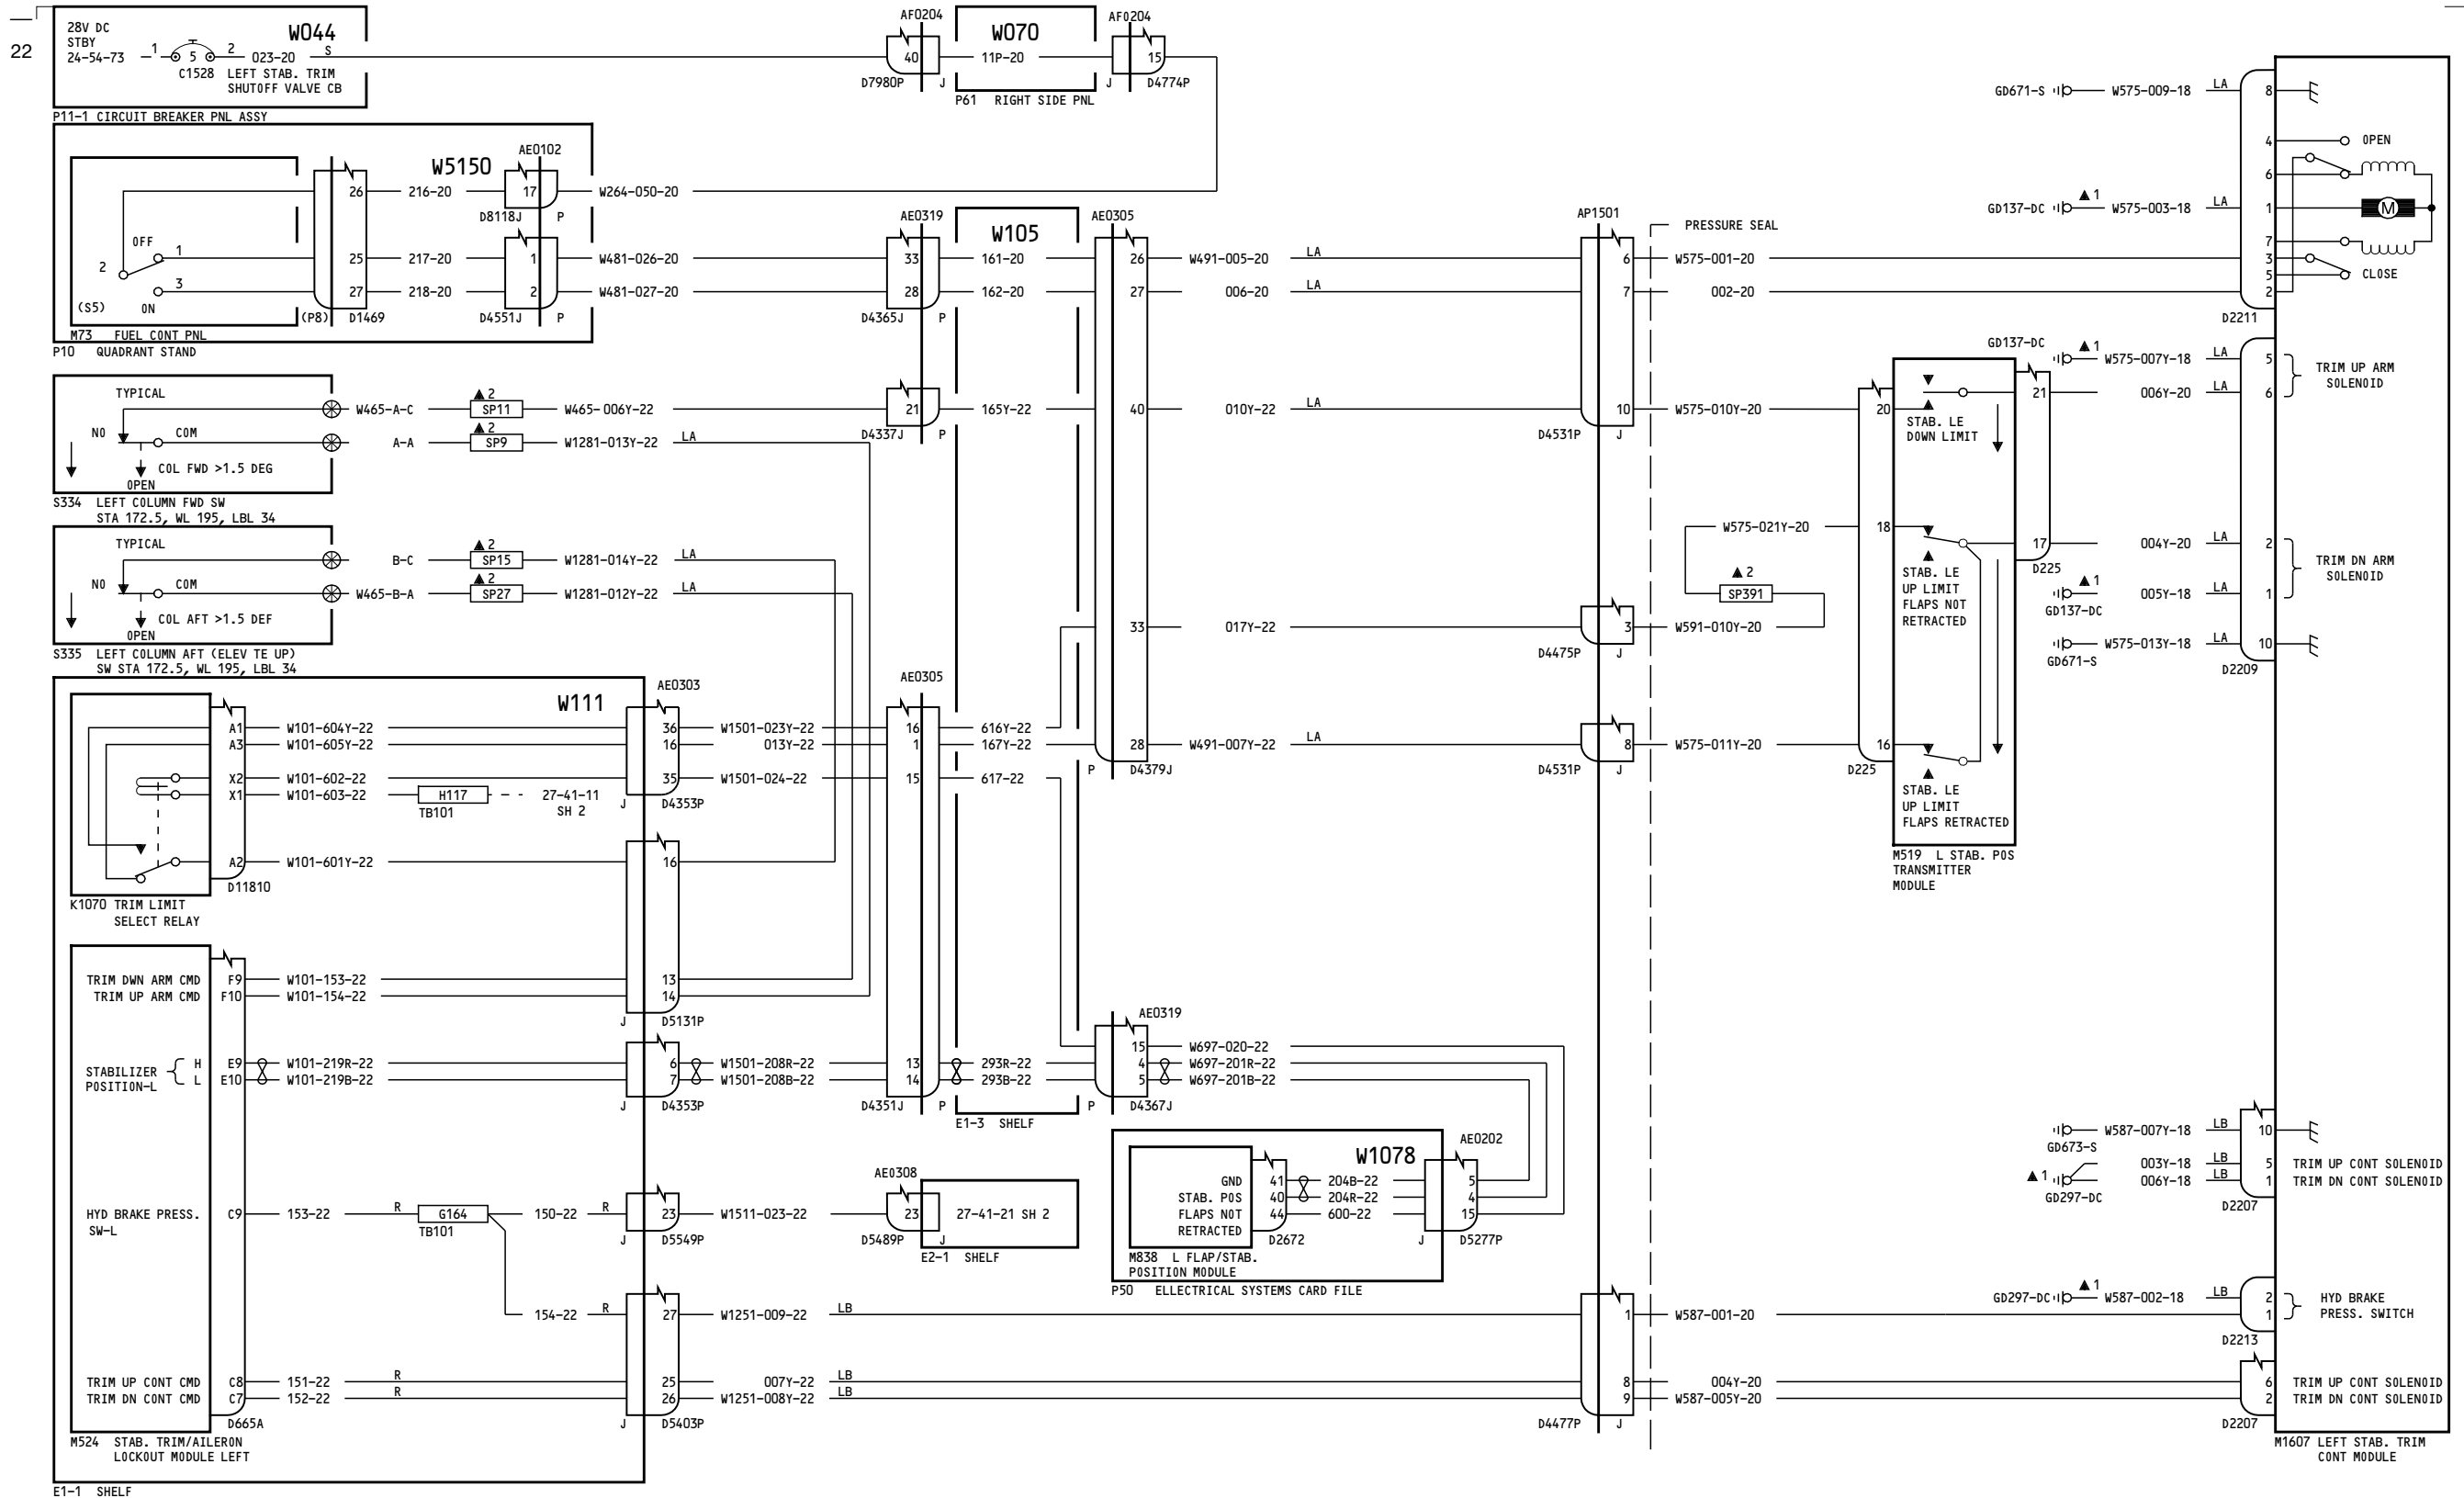 22
28V DC
STBY
24-54-73
1
5
2
C1528
W044
023-20
S
LEFT STAB. TRIM
SHUTOFF VALVE CB
P11-1 CIRCUIT BREAKER PNL ASSY
AF0204
40
D7980P
J
W070
11P-20
P61 RIGHT SIDE PNL
AF0204
15
J
D4774P
W5150
AE0102
26
216-20
17
W264-050-20
D8118J
P
OFF
1
2
3
ON
(S5)
(P8)
25
217-20
1
W481-026-20
27
218-20
2
W481-027-20
D1469
D4551J
P
M73 FUEL CONT PNL
P10 QUADRANT STAND
AE0319
33
28
D4365J
P
W105
161-20
162-20
AE0305
26
W491-005-20
LA
27
006-20
LA
AP1501
6
7
PRESSURE SEAL
W575-001-20
002-20
GD671-S
W575-009-18
LA
8
4
OPEN
6
GD137-DC
1
W575-003-18
LA
1
M
7
3
5
CLOSE
2
D2211
TYPICAL
NO
COM
COL FWD >1.5 DEG
OPEN
S334 LEFT COLUMN FWD SW
STA 172.5, WL 195, LBL 34
W465-A-C
2
SP11
W465-006Y-22
A-A
2
SP9
W1281-013Y-22
LA
21
D4337J
P
165Y-22
40
010Y-22
LA
10
D4531P
J
W575-010Y-20
20
STAB. LE
DOWN LIMIT
21
GD137-DC
1
W575-007Y-18
LA
5
006Y-20
LA
6
TRIM UP ARM
SOLENOID
TYPICAL
NO
COM
COL AFT >1.5 DEF
OPEN
S335 LEFT COLUMN AFT (ELEV TE UP)
SW STA 172.5, WL 195, LBL 34
B-C
2
SP15
W1281-014Y-22
LA
W465-B-A
2
SP27
W1281-012Y-22
LA
33
017Y-22
3
D4475P
J
W591-010Y-20
W575-021Y-20
2
SP391
18
STAB. LE
UP LIMIT
FLAPS NOT
RETRACTED
17
D225
004Y-20
LA
2
GD137-DC
1
005Y-18
LA
1
TRIM DN ARM
SOLENOID
GD671-S
W575-013Y-18
LA
10
D2209
W111
A1
W101-604Y-22
A3
W101-605Y-22
X2
W101-602-22
X1
W101-603-22
H117
TB101
27-41-11
SH 2
A2
W101-601Y-22
D11810
K1070 TRIM LIMIT
SELECT RELAY
AE0303
36
W1501-023Y-22
16
013Y-22
35
W1501-024-22
J
D4353P
16
13
14
J
D5131P
AE0305
16
616Y-22
1
167Y-22
15
617-22
28
W491-007Y-22
LA
P
D4379J
8
D4531P
J
W575-011Y-20
16
D225
STAB. LE
UP LIMIT
FLAPS RETRACTED
M519 L STAB. POS
TRANSMITTER
MODULE
TRIM DWN ARM CMD
F9
W101-153-22
TRIM UP ARM CMD
F10
W101-154-22
STABILIZER
POSITION-L
H
L
E9
W101-219R-22
E10
W101-219B-22
6
W1501-208R-22
7
W1501-208B-22
J
D4353P
13
293R-22
14
293B-22
D4351J
P
E1-3 SHELF
AE0319
15
W697-020-22
4
W697-201R-22
5
W697-201B-22
P
D4367J
GD673-S
W587-007Y-18
LB
10
003Y-18
LB
5
TRIM UP CONT SOLENOID
1
GD297-DC
006Y-18
LB
1
TRIM DN CONT SOLENOID
D2207
HYD BRAKE PRESS.
SW-L
C9
153-22
R
G164
TB101
150-22
R
23
W1511-023-22
J
D5549P
AE0308
23
27-41-21 SH 2
D5489P
J
E2-1 SHELF
W1078
AE0202
GND
41
204B-22
5
STAB. POS
40
204R-22
4
FLAPS NOT
RETRACTED
44
600-22
15
D2672
J
D5277P
M838 L FLAP/STAB.
POSITION MODULE
P50 ELLECTRICAL SYSTEMS CARD FILE
154-22
R
27
W1251-009-22
LB
1
W587-001-20
GD297-DC
1
W587-002-18
LB
2
1
HYD BRAKE
PRESS. SWITCH
D2213
TRIM UP CONT CMD
C8
151-22
R
25
007Y-22
LB
8
004Y-20
6
TRIM UP CONT SOLENOID
TRIM DN CONT CMD
C7
152-22
R
26
W1251-008Y-22
LB
9
W587-005Y-20
2
TRIM DN CONT SOLENOID
D665A
J
D5403P
D4477P
J
D2207
M524 STAB. TRIM/AILERON
LOCKOUT MODULE LEFT
M1607 LEFT STAB. TRIM
CONT MODULE
E1-1 SHELF